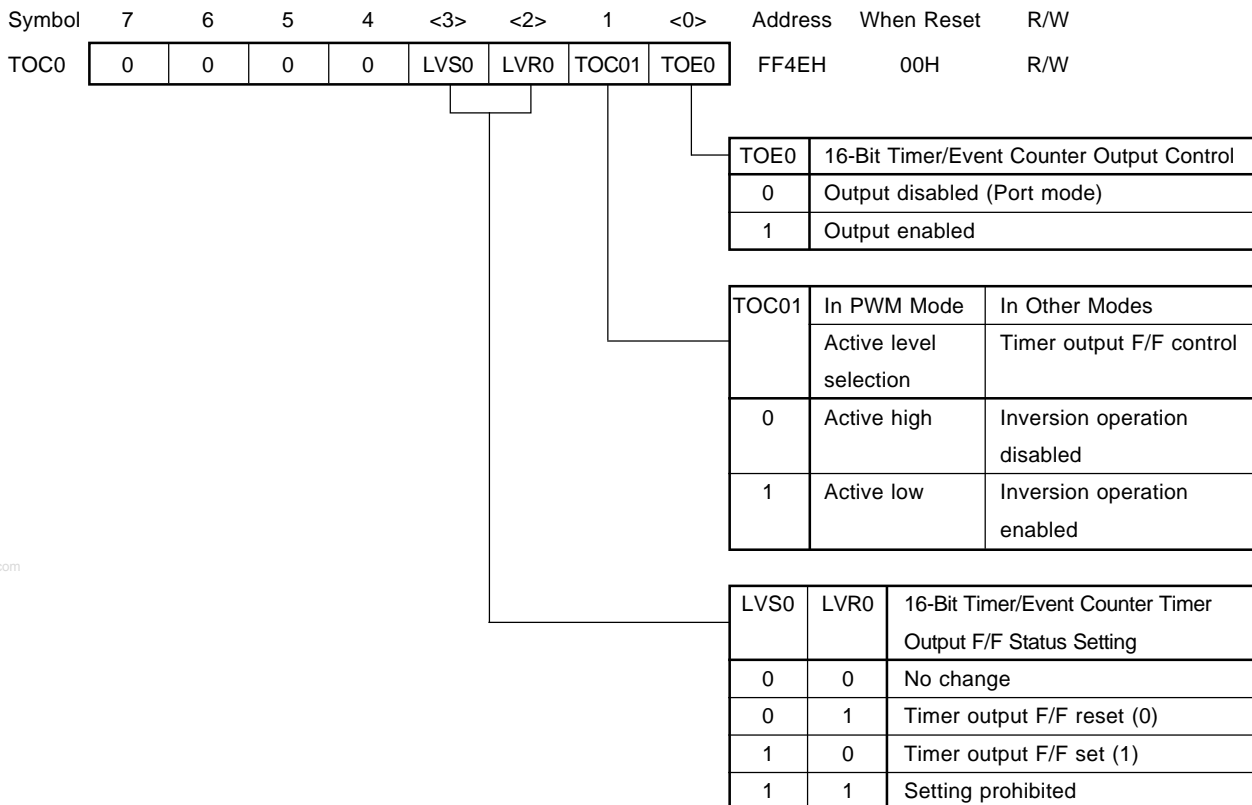 Symbol 7 6 5 4 <3> <2> 1 <0> Address When Reset R/W
TOC0 0 0 0 0 LVS0 LVR0 TOC01 TOE0 FF4EH 00H R/W
TOE0 16-Bit Timer/Event Counter Output Control
0 Output disabled (Port mode)
1 Output enabled
TOC01 In PWM Mode In Other Modes
Active level Timer output F/F control
selection
0 Active high Inversion operation
disabled
1 Active low Inversion operation
enabled
com
LVS0 LVR0 16-Bit Timer/Event Counter Timer
Output F/F Status Setting
0 0 No change
0 1 Timer output F/F reset (0)
1 0 Timer output F/F set (1)
1 1 Setting prohibited